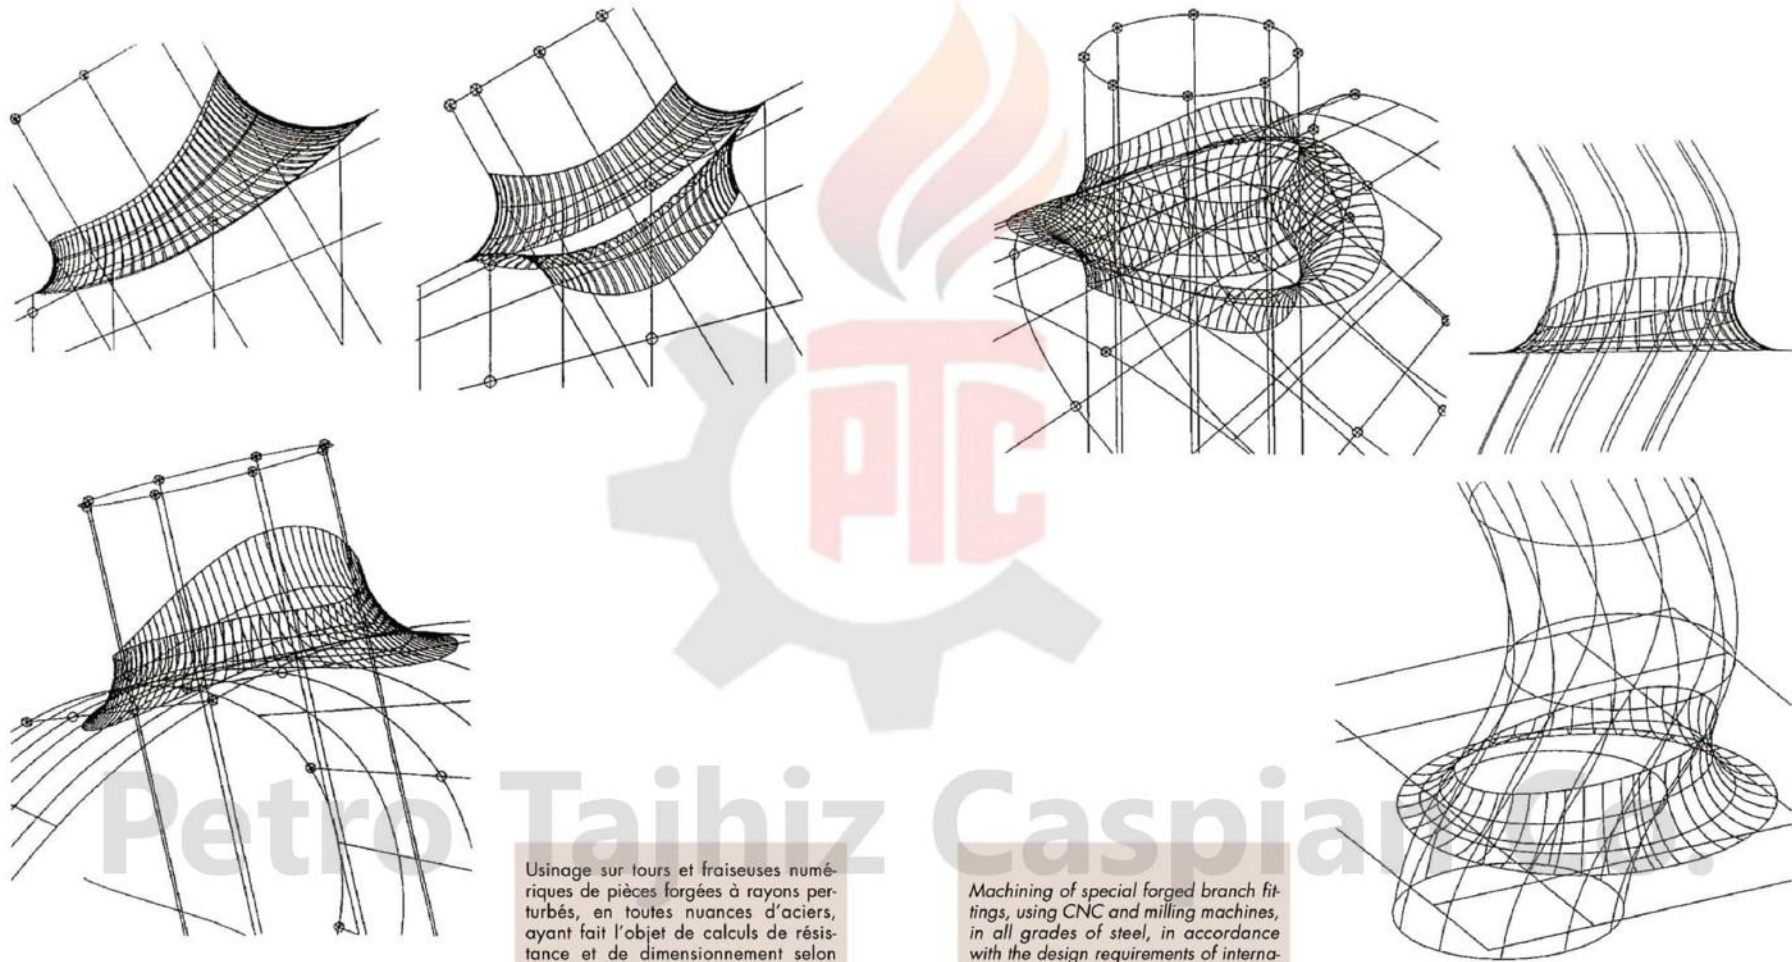 PTC
Petro Tajhiz Caspian Co.
Usinage sur tours et fraiseuses numé-
riques de pièces forgées à rayons per-
turbés, en toutes nuances d'aciers,
ayant fait l'objet de calculs de résis-
tance et de dimensionnement selon
Machining of special forged branch fit-
tings, using CNC and milling machines,
in all grades of steel, in accordance
with the design requirements of interna-